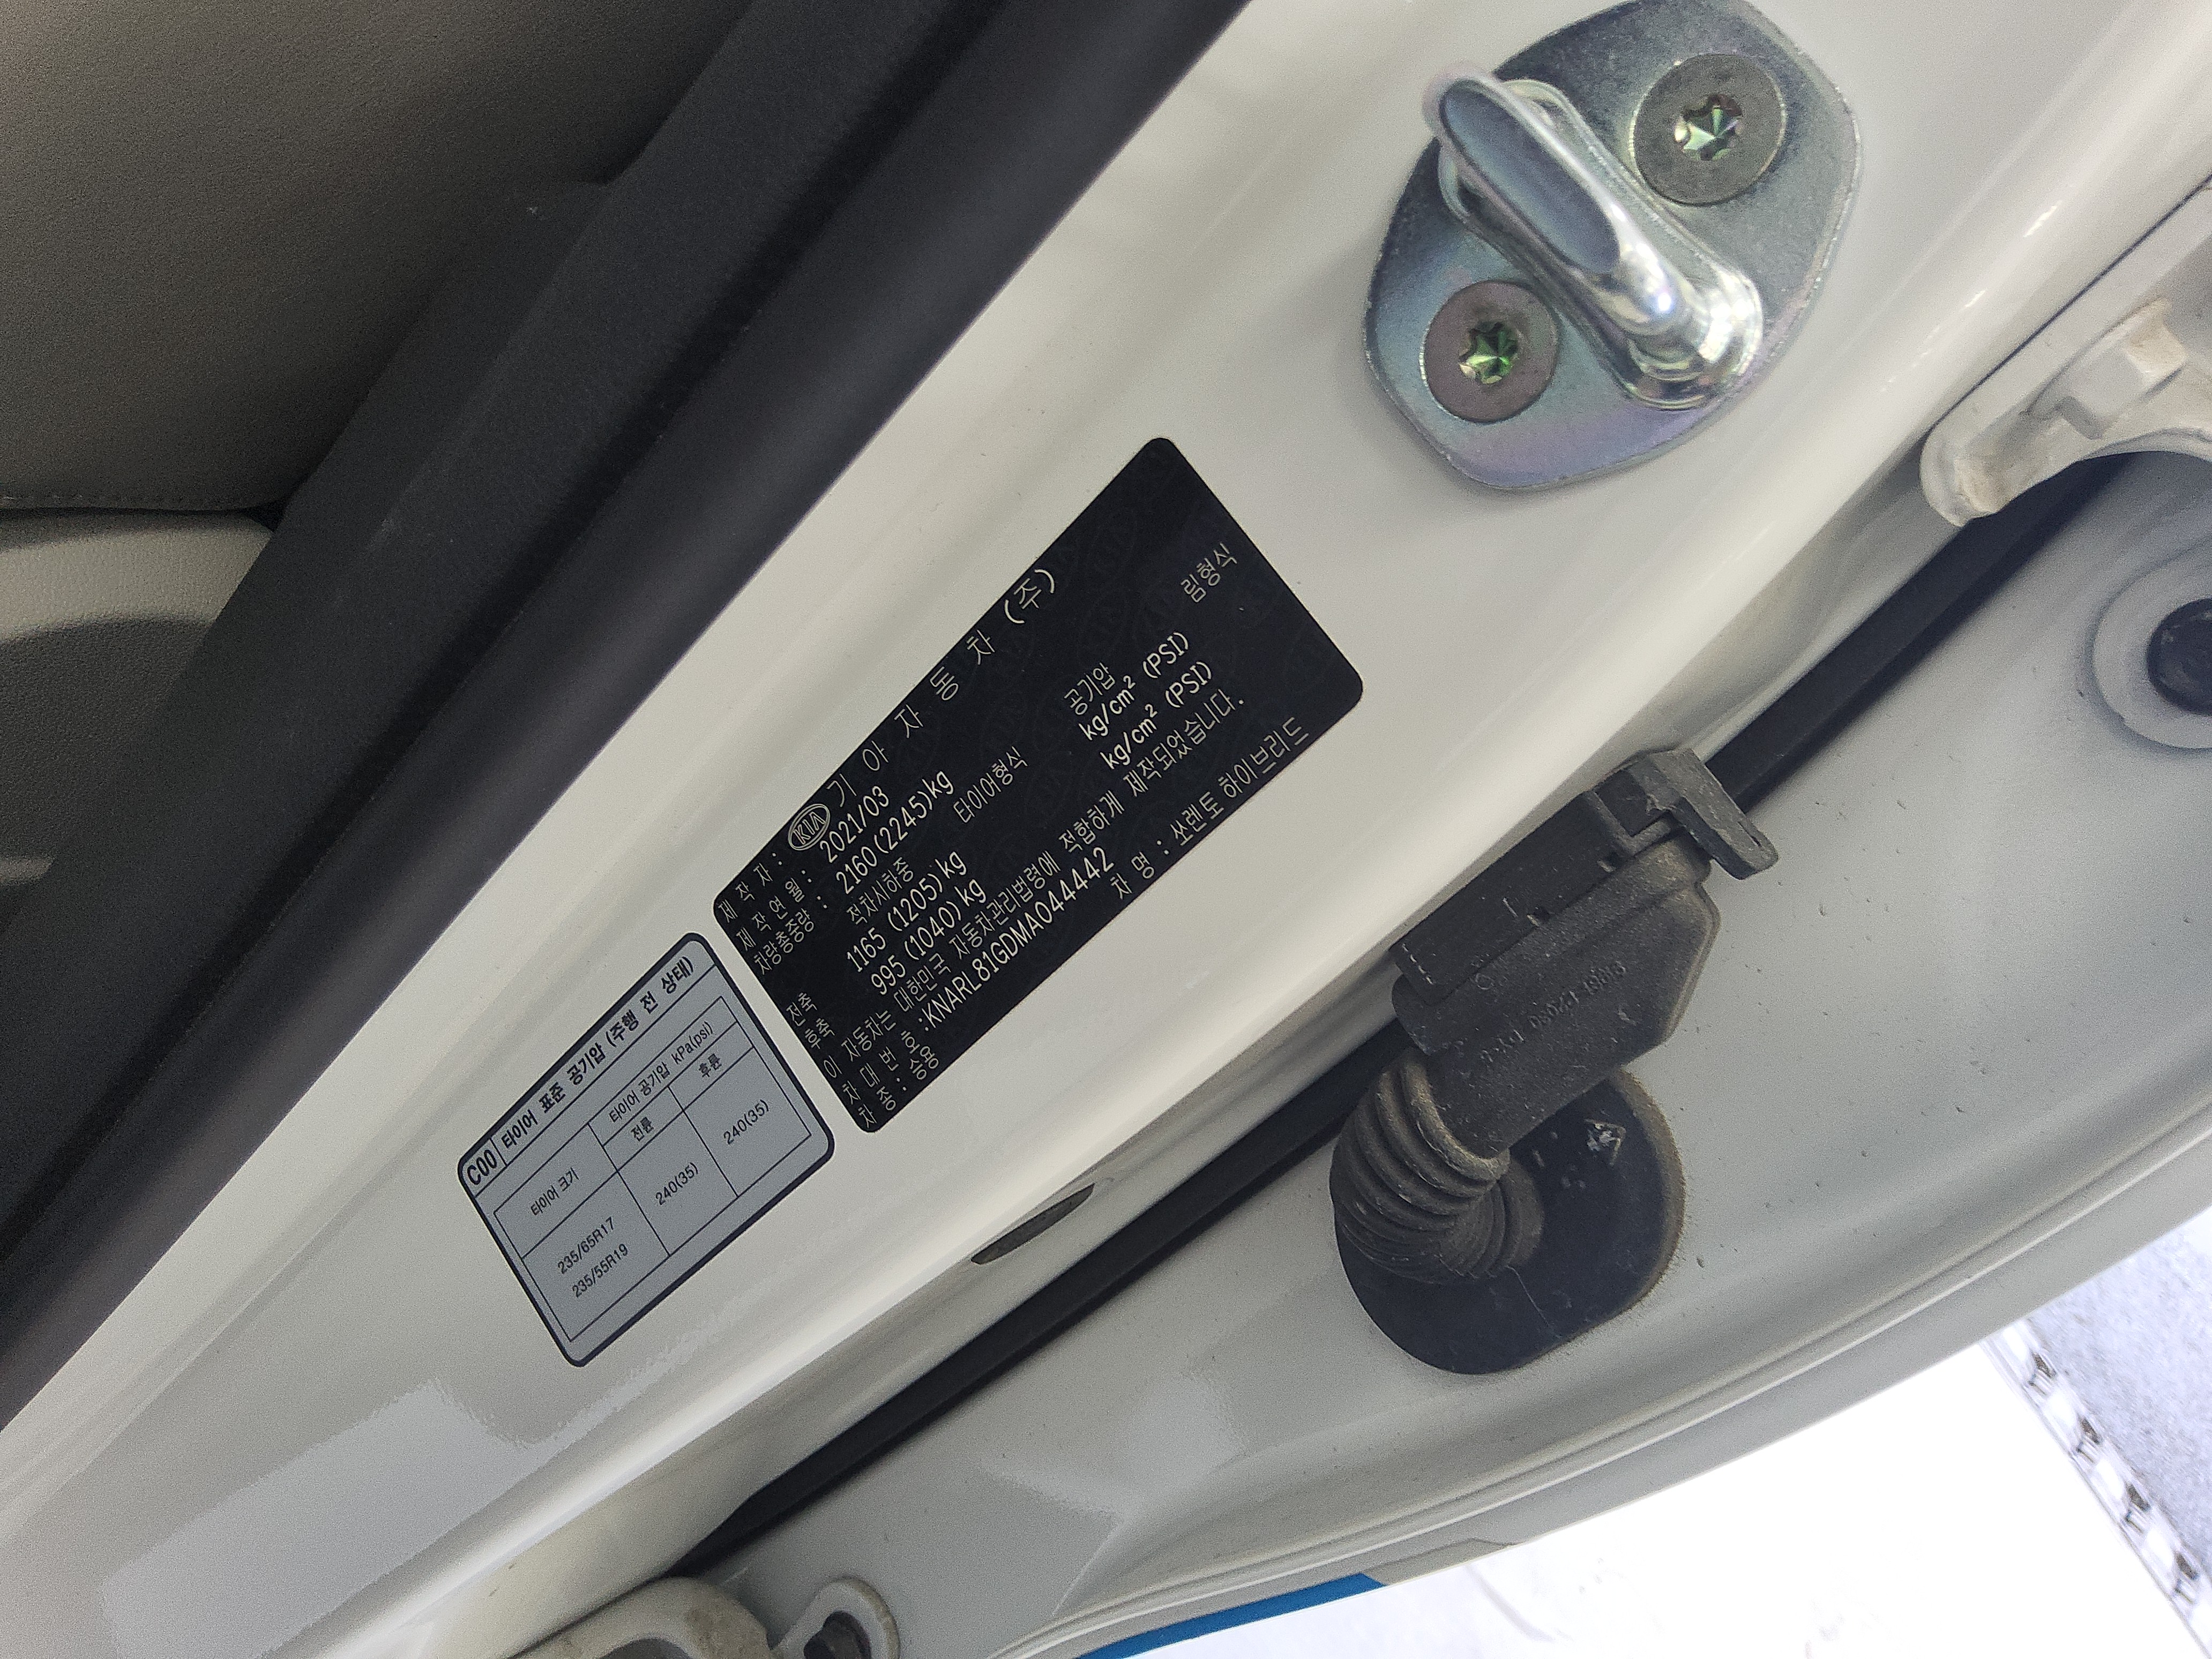 제 작 자 : KIA 기 아 자 동 차 (주)
제 작 연 월 : 2021/03
차량총중량 : 2160(2245)kg
적차시하중 타이어형식 공기압 림형식
전축 1165 (1205)kg kg/cm² (PSI)
후축 995 (1040) kg kg/cm² (PSI)
이 자동차는 대한민국 자동차관리법령에 적합하게 제작되었습니다.
차 대 번 호 :KNARL81GDMA044442
차 종 : 승용 차 명 : 쏘렌토 하이브리드
C00 타이어 표준 공기압 (주행 전 상태)
타이어 크기 타이어 공기압 kPa(psi)
전륜 후륜
235/65R17
235/55R19
240(35) 240(35)